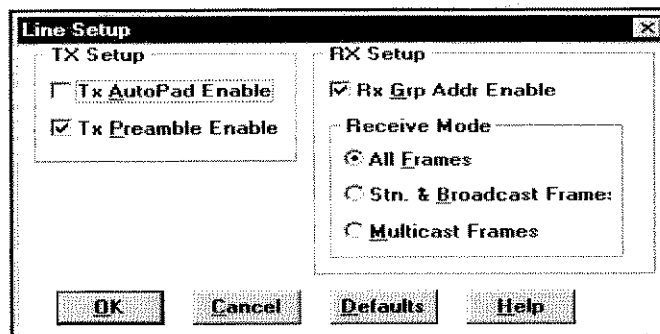 Line Setup
TX Setup
Tx AutoPad Enable
Tx Preamble Enable
RX Setup
Rx Grp Addr Enable
Receive Mode
All Frames
Stn. & Broadcast Frame:
Multicast Frames
OK
Cancel
Defaults
Help